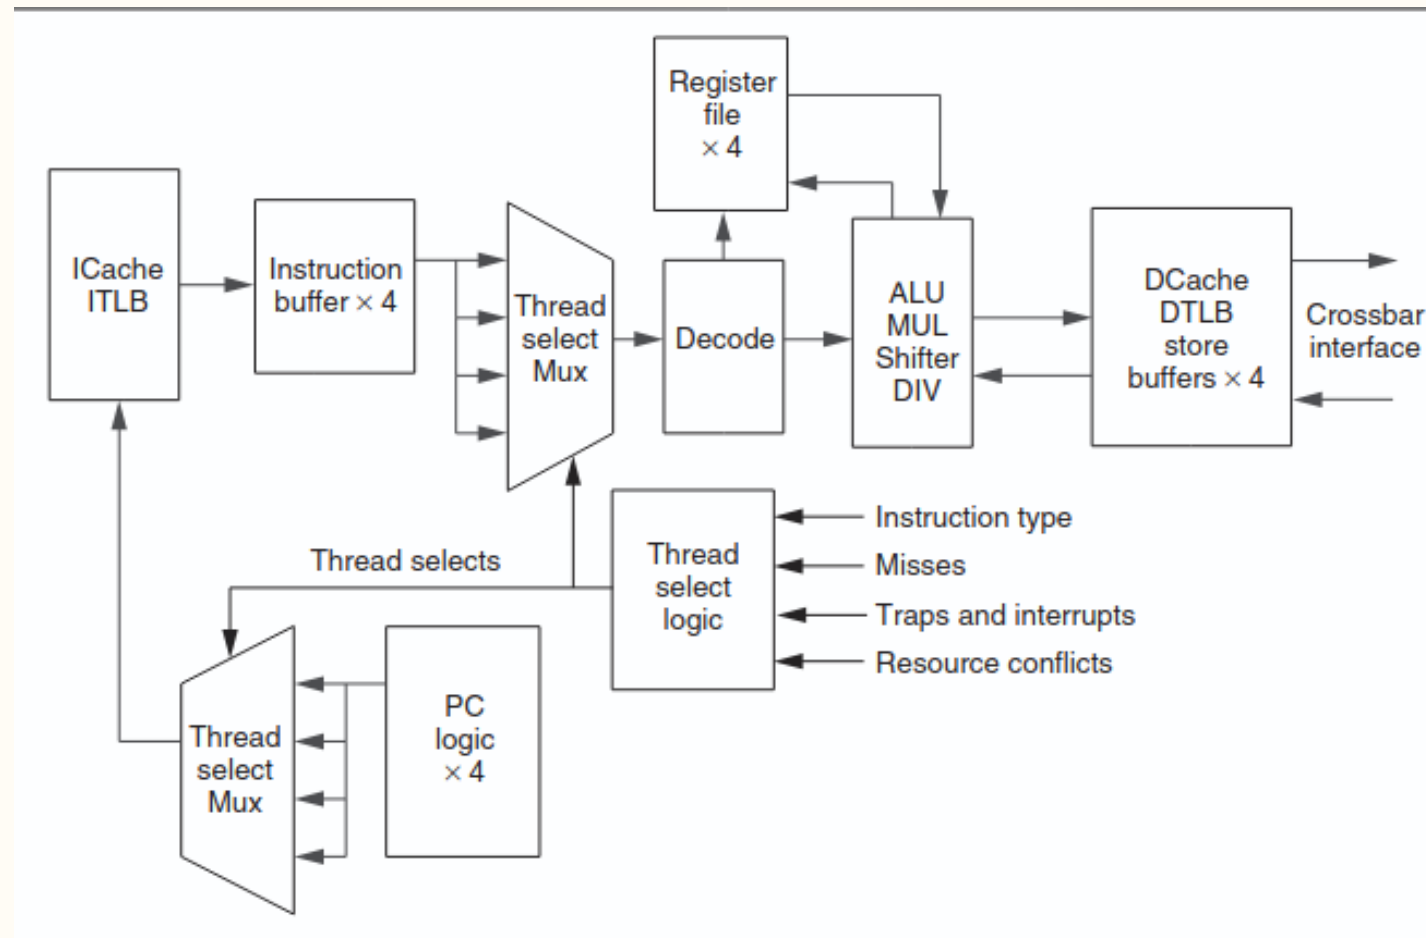 Register
file
× 4
ICache
ITLB
Instruction
buffer × 4
Thread
select
Mux
Decode
ALU
MUL
Shifter
DIV
DCache
DTLB
store
buffers × 4
Crossbar
interface
Thread selects
Thread
select
logic
Instruction type
Misses
Traps and interrupts
Resource conflicts
Thread
select
Mux
PC
logic
× 4